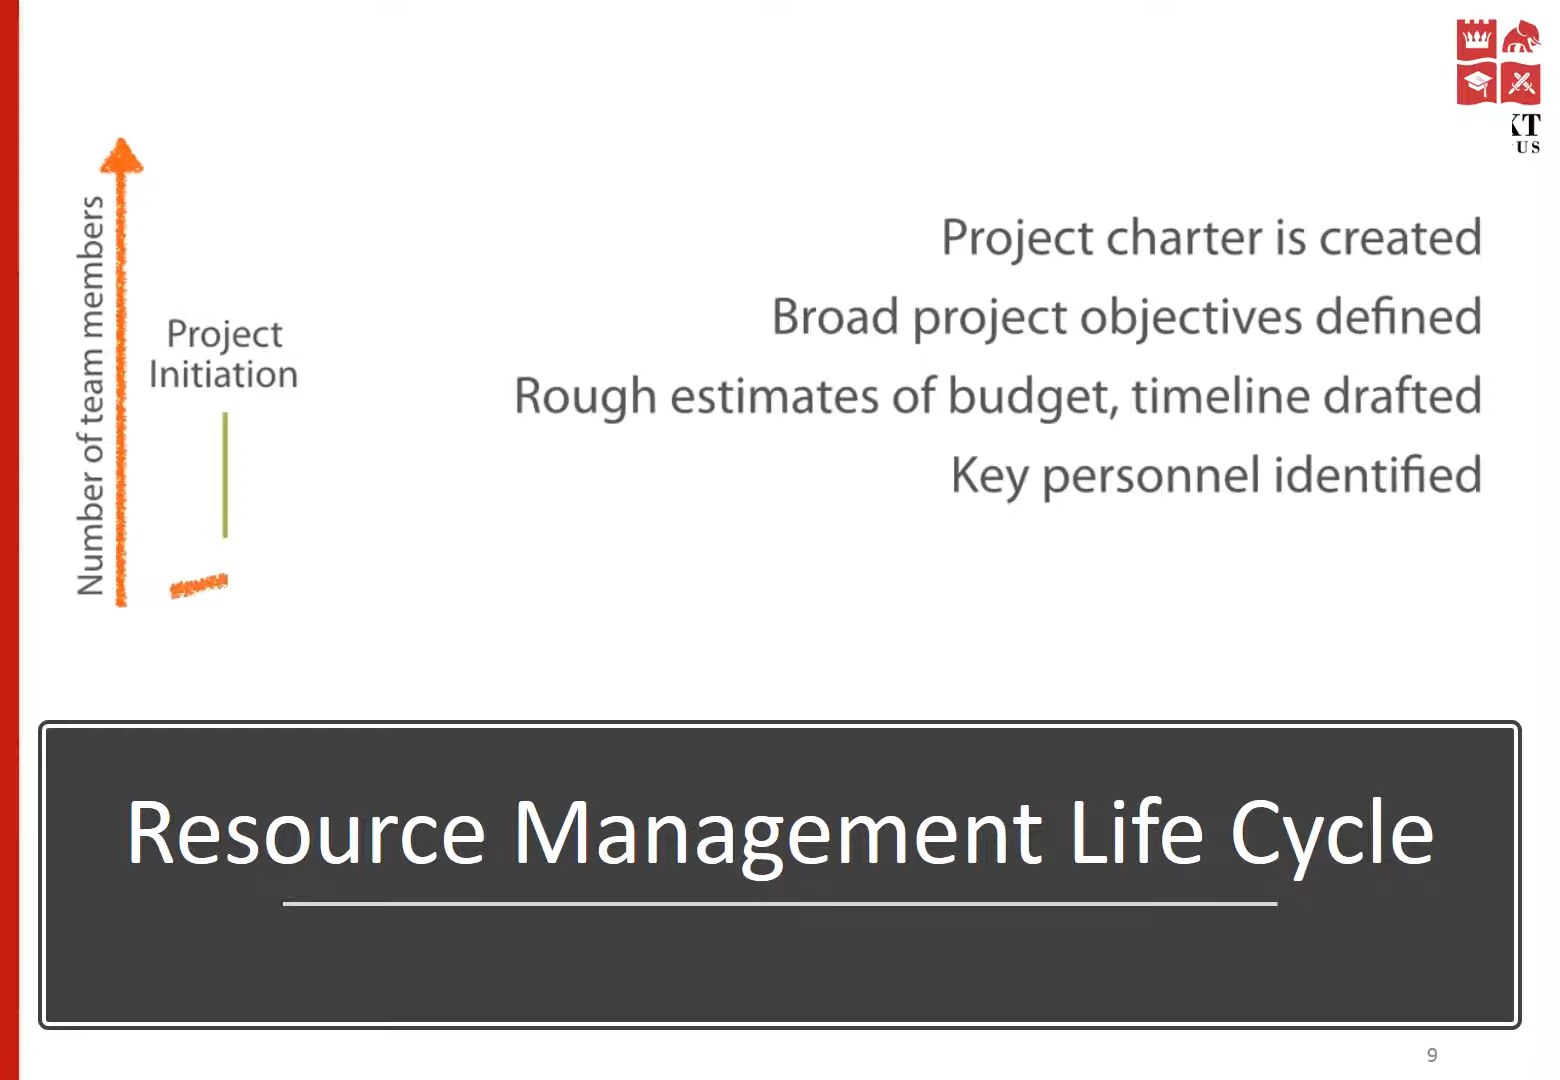 Number of team members
Project
Initiation
Project charter is created
Broad project objectives defined
Rough estimates of budget, timeline drafted
Key personnel identified
Resource Management Life Cycle
9